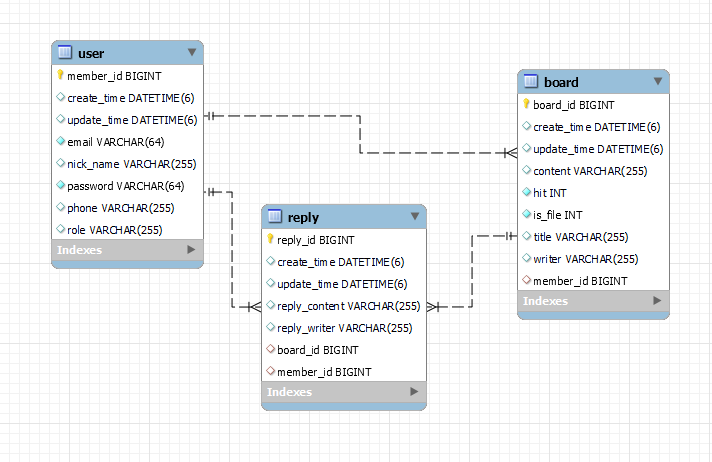 user
member_id BIGINT
create_time DATETIME(6)
update_time DATETIME(6)
email VARCHAR(64)
nick_name VARCHAR(255)
password VARCHAR(64)
phone VARCHAR(255)
role VARCHAR(255)
Indexes
reply
reply_id BIGINT
create_time DATETIME(6)
update_time DATETIME(6)
reply_content VARCHAR(255)
reply_writer VARCHAR(255)
board_id BIGINT
member_id BIGINT
Indexes
board
board_id BIGINT
create_time DATETIME(6)
update_time DATETIME(6)
content VARCHAR(255)
hit INT
is_file INT
title VARCHAR(255)
writer VARCHAR(255)
member_id BIGINT
Indexes